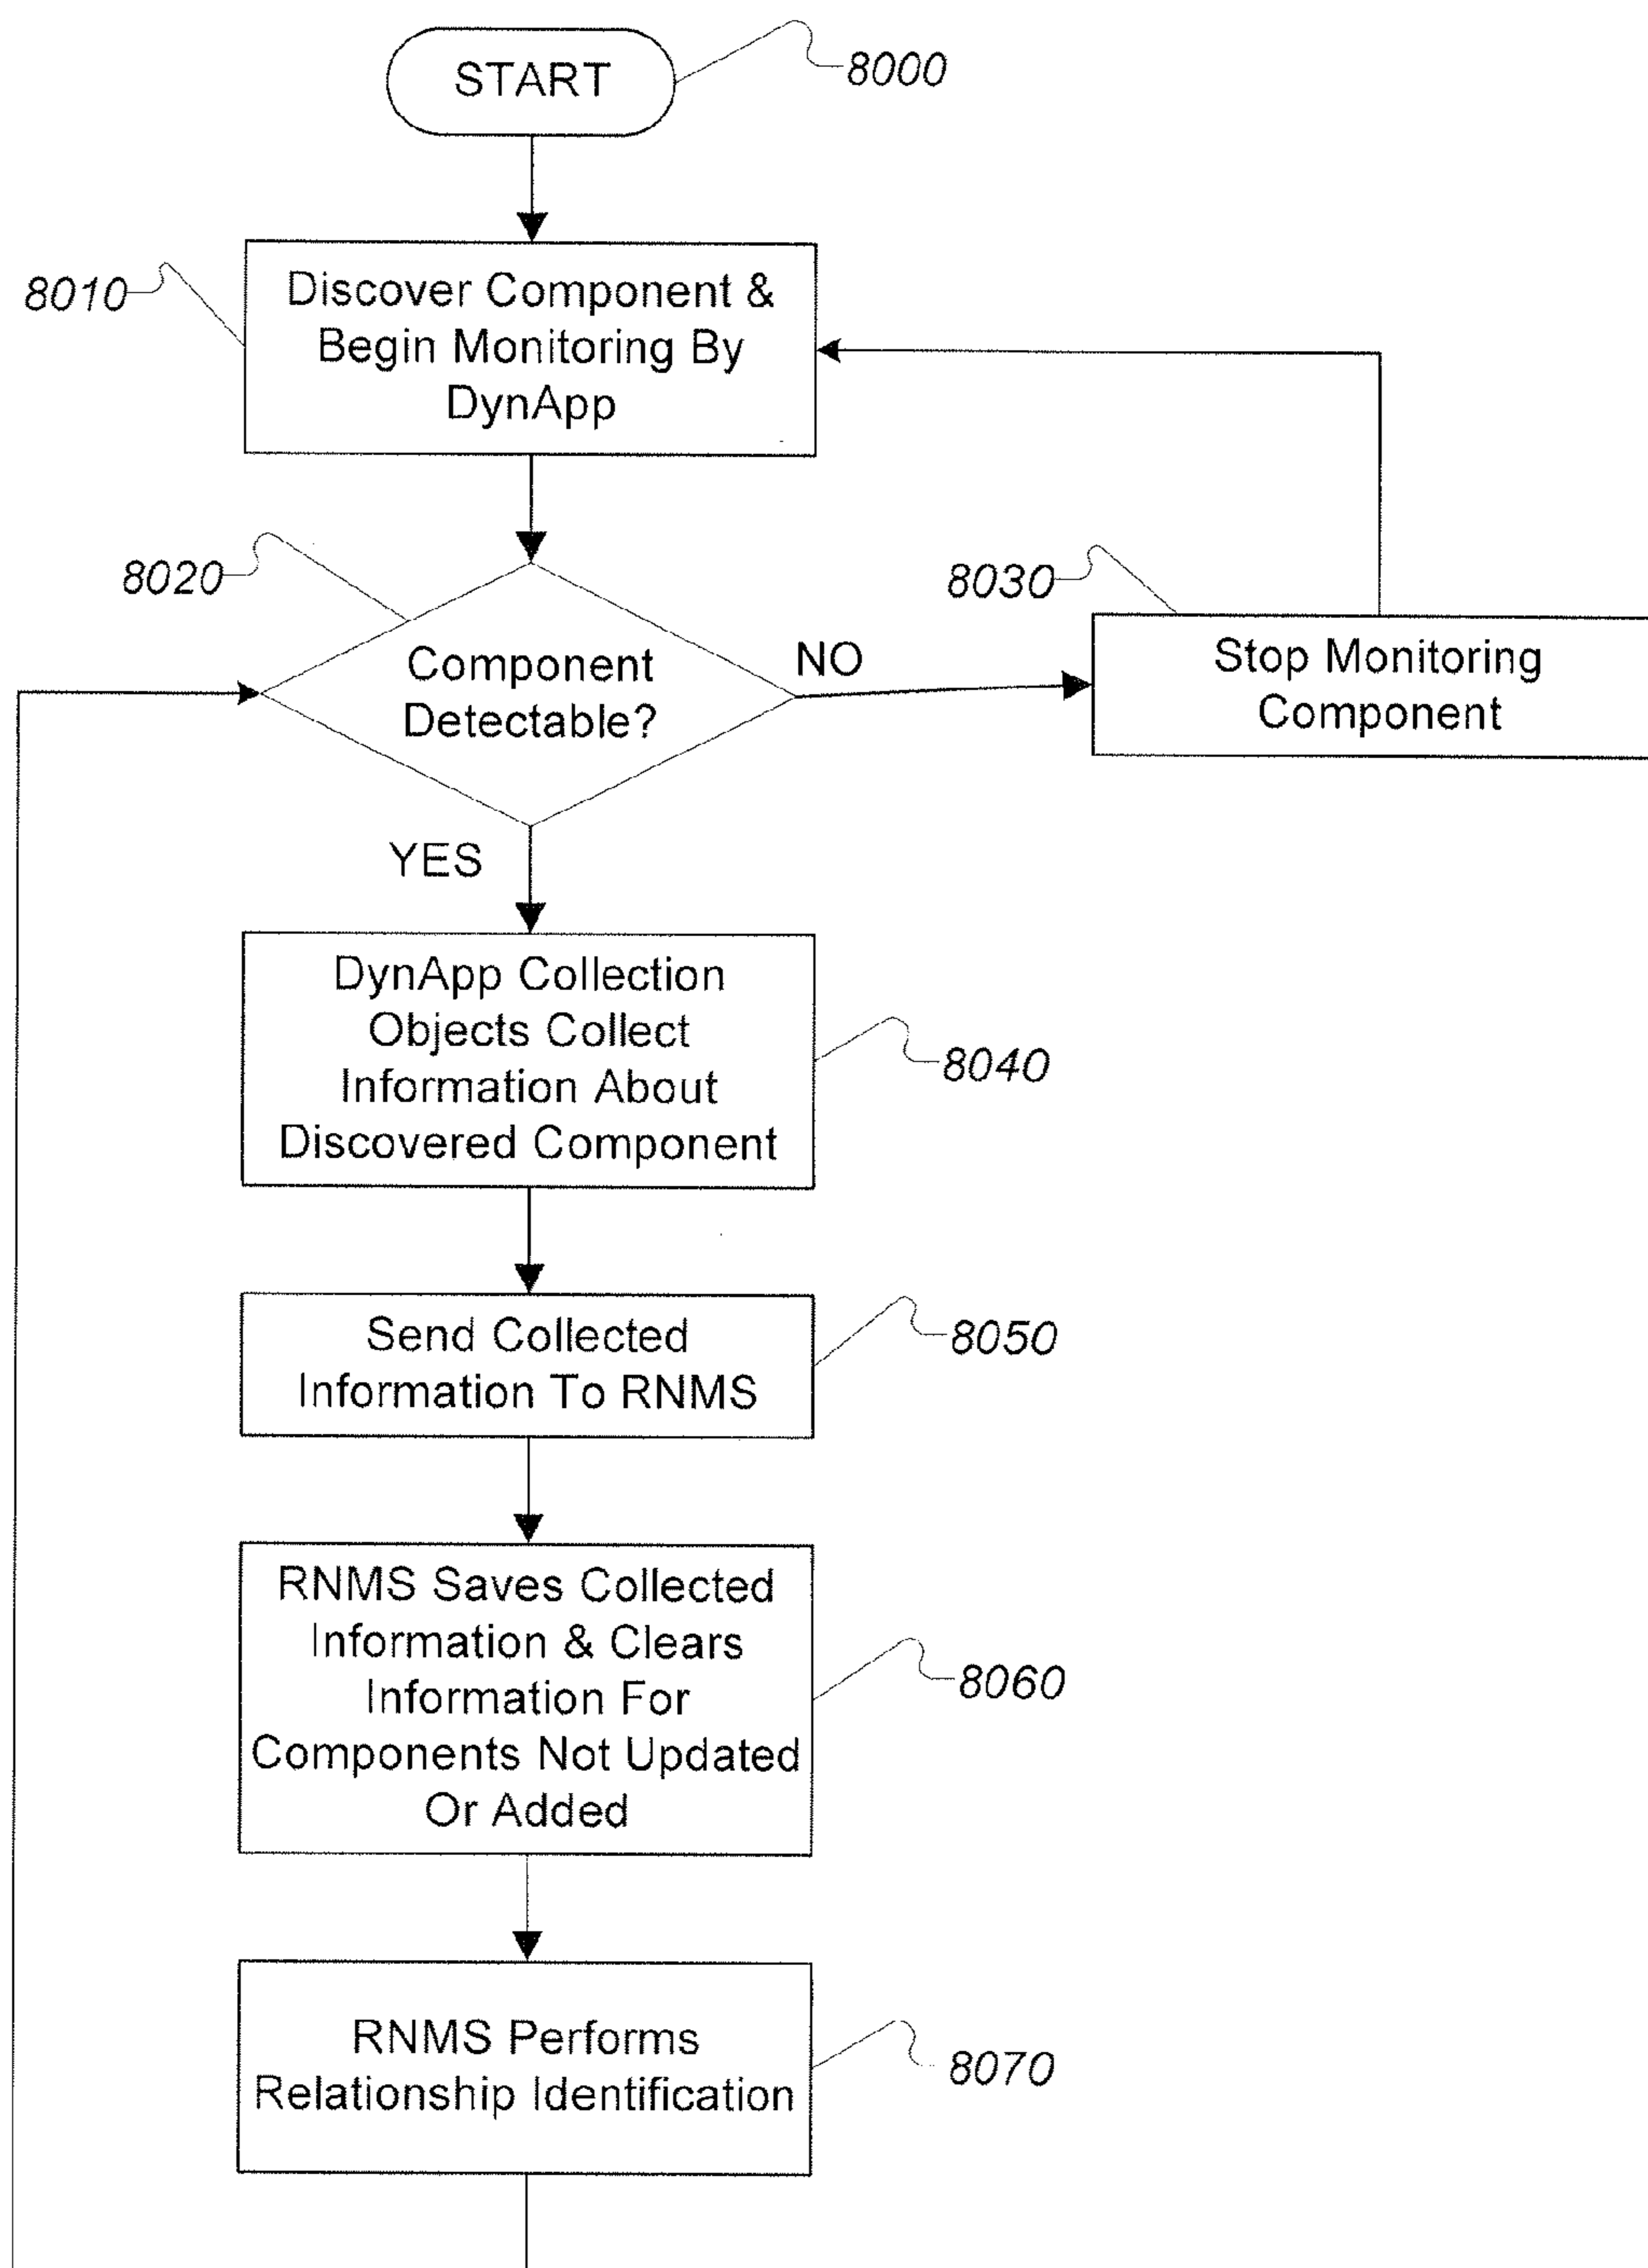 START
8000
8010
Discover Component &
Begin Monitoring By
DynApp
8020
Component
Detectable?
NO
8030
Stop Monitoring
Component
YES
DynApp Collection
Objects Collect
Information About
Discovered Component
8040
Send Collected
Information To RNMS
8050
RNMS Saves Collected
Information & Clears
Information For
Components Not Updated
Or Added
8060
RNMS Performs
Relationship Identification
8070